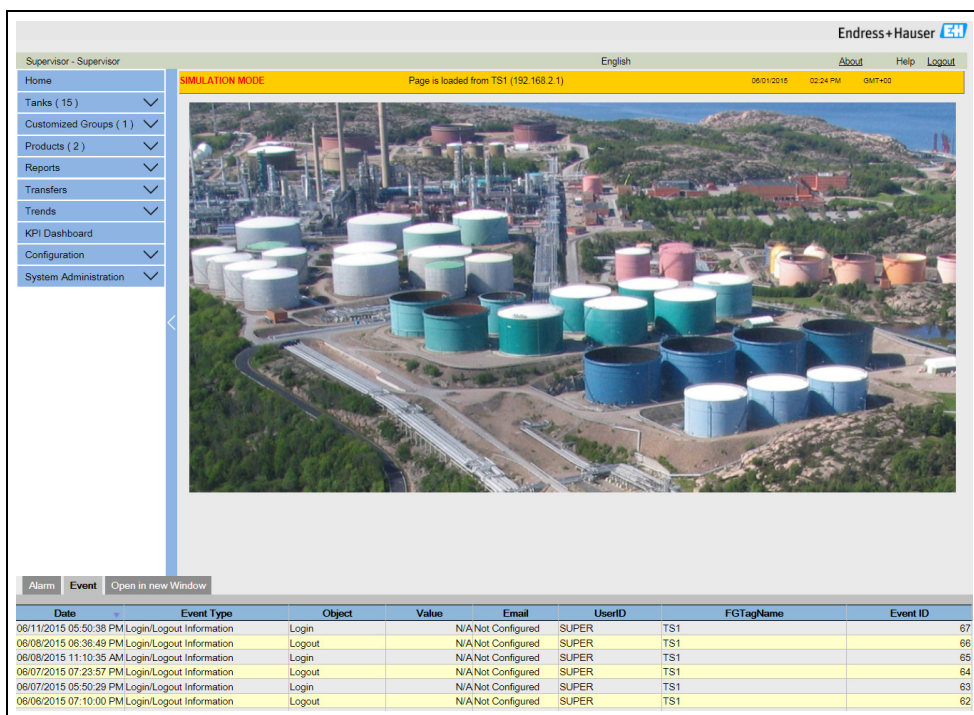 Endress+Hauser EH
Supervisor - Supervisor English About Help Logout
Home
SIMULATION MODE Page is loaded from TS1 (192.168.2.1) 06/01/2015 02:24 PM GMT+00
Tanks ( 15 )
Customized Groups ( 1 )
Products ( 2 )
Reports
Transfers
Trends
KPI Dashboard
Configuration
System Administration
Alarm Event Open in new Window
Date Event Type Object Value Email UserID FGTagName Event ID
06/11/2015 05:50:38 PM Login/Logout Information Login N/A Not Configured SUPER TS1 67
06/08/2015 06:36:49 PM Login/Logout Information Logout N/A Not Configured SUPER TS1 66
06/08/2015 11:10:35 AM Login/Logout Information Login N/A Not Configured SUPER TS1 65
06/07/2015 07:23:57 PM Login/Logout Information Logout N/A Not Configured SUPER TS1 64
06/07/2015 05:50:29 PM Login/Logout Information Login N/A Not Configured SUPER TS1 63
06/06/2015 07:10:00 PM Login/Logout Information Logout N/A Not Configured SUPER TS1 62